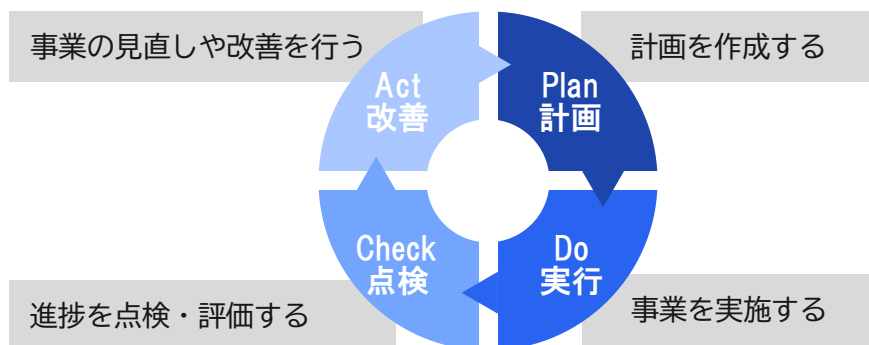 事業の見直しや改善を行う
Act
改善
Plan
計画
計画を作成する
進捗を点検・評価する
Check
点検
Do
実行
事業を実施する